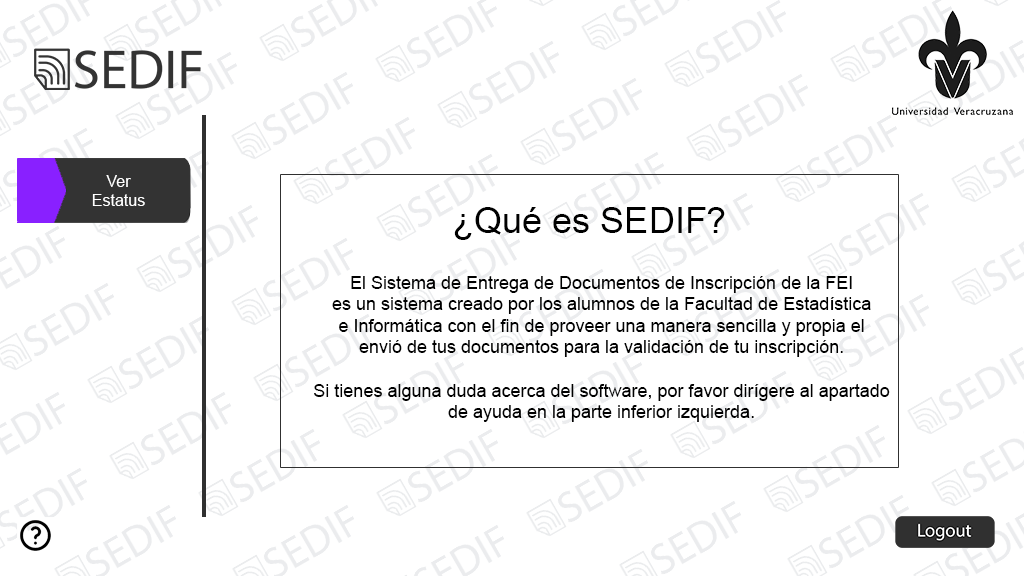 SEDIF
Universidad Veracruzana
Ver
Estatus
¿Qué es SEDIF?
El Sistema de Entrega de Documentos de Inscripción de la FEI
es un sistema creado por los alumnos de la Facultad de Estadística
e Informática con el fin de proveer una manera sencilla y propia el
envió de tus documentos para la validación de tu inscripción.
Si tienes alguna duda acerca del software, por favor dirígere al apartado
de ayuda en la parte inferior izquierda.
?
Logout